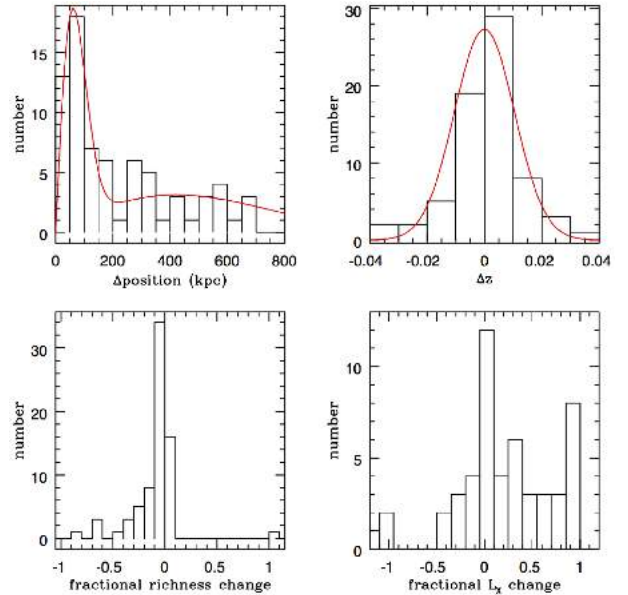 number
15
10
5
0
0 200 400 600 800
Δposition (kpc)
number
30
20
10
0
-0.04 -0.02 0 0.02 0.04
Δz
number
30
20
10
0
-1 -0.5 0 0.5 1
fractional richness change
number
10
5
0
-1 -0.5 0 0.5 1
fractional Lχ change